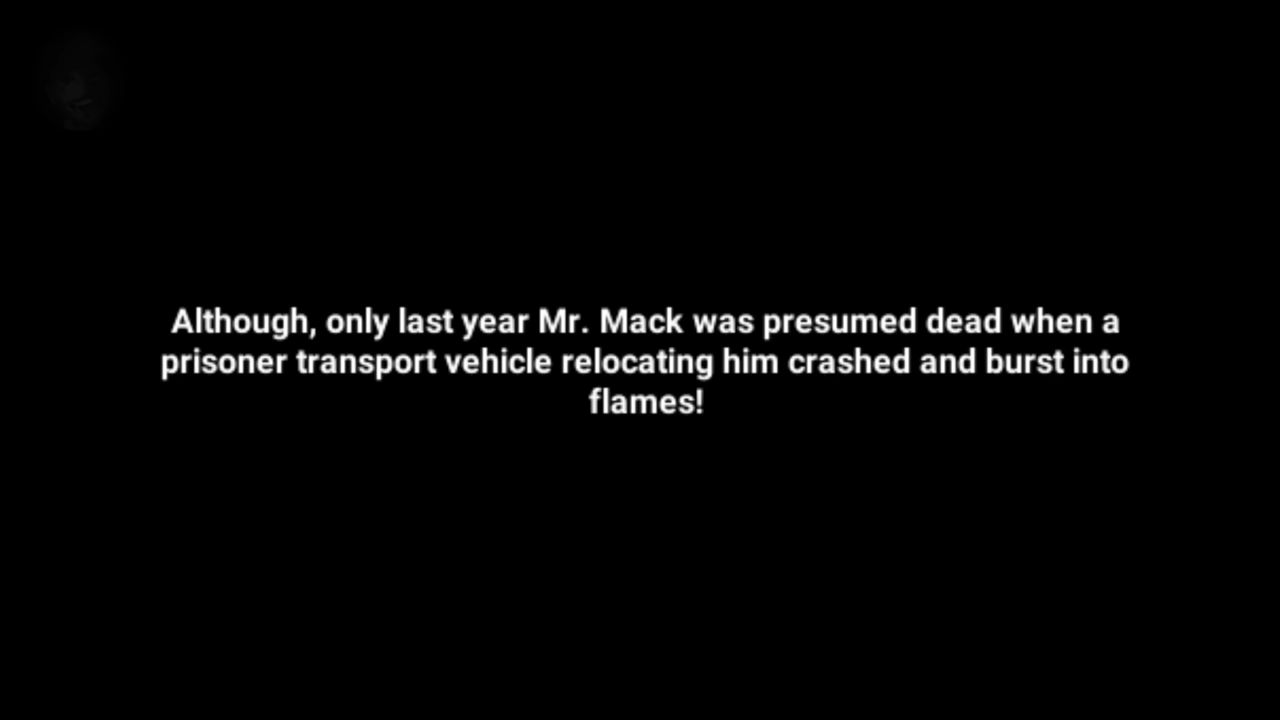 Although, only last year Mr. Mack was presumed dead when a
prisoner transport vehicle relocating him crashed and burst into
flames!